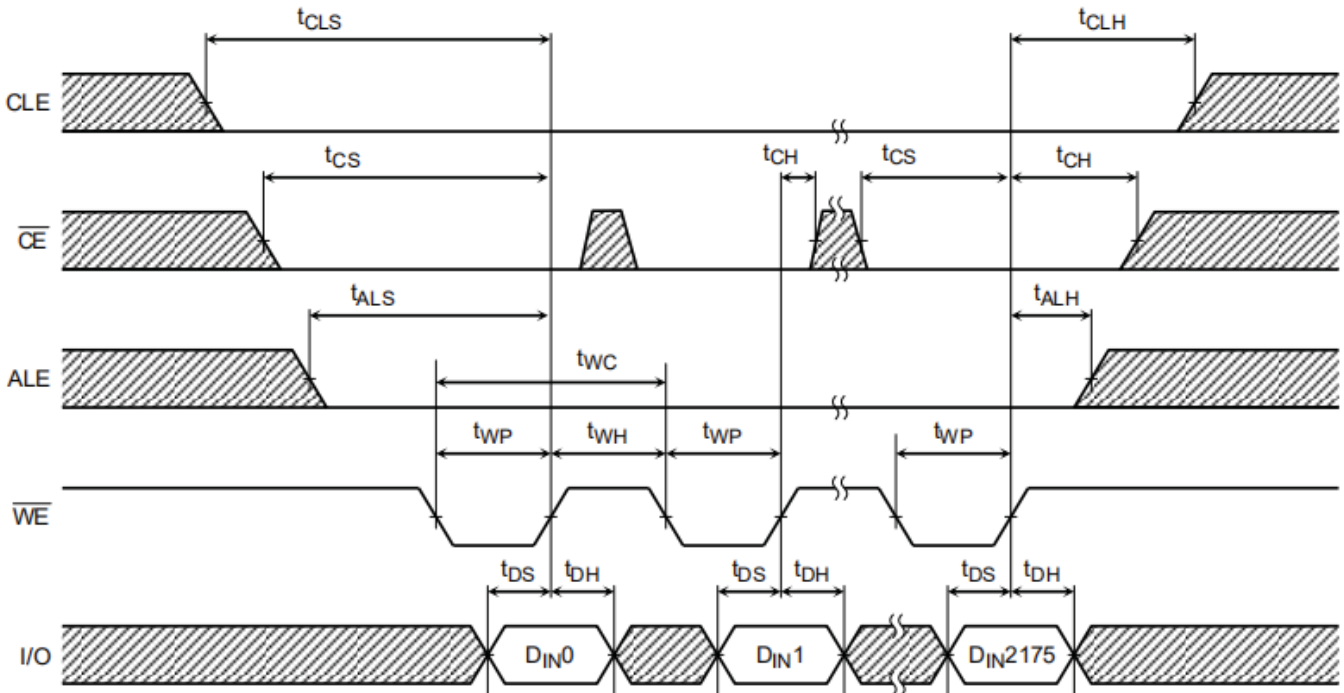 tCLS tCLH
CLE
tCS tCH tCS tCH
CE
tALS tALH
ALE
tWC
tWP tWH tWP tWP
WE
tDS tDH tDS tDH tDS tDH
I/O DIN0 DIN1 DIN2175